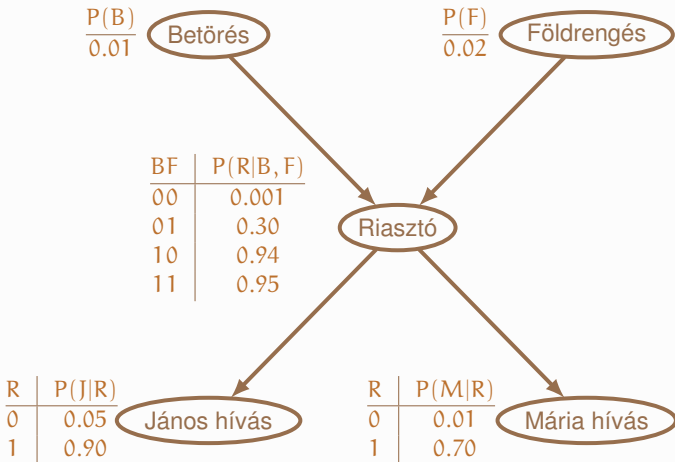 P(B)
0.01
Betörés
P(F)
0.02
Földrengés
BF P(R|B, F)
00 0.001
01 0.30
10 0.94
11 0.95
Riasztó
R P(J|R)
0 0.05
1 0.90
János hívás
R P(M|R)
0 0.01
1 0.70
Mária hívás